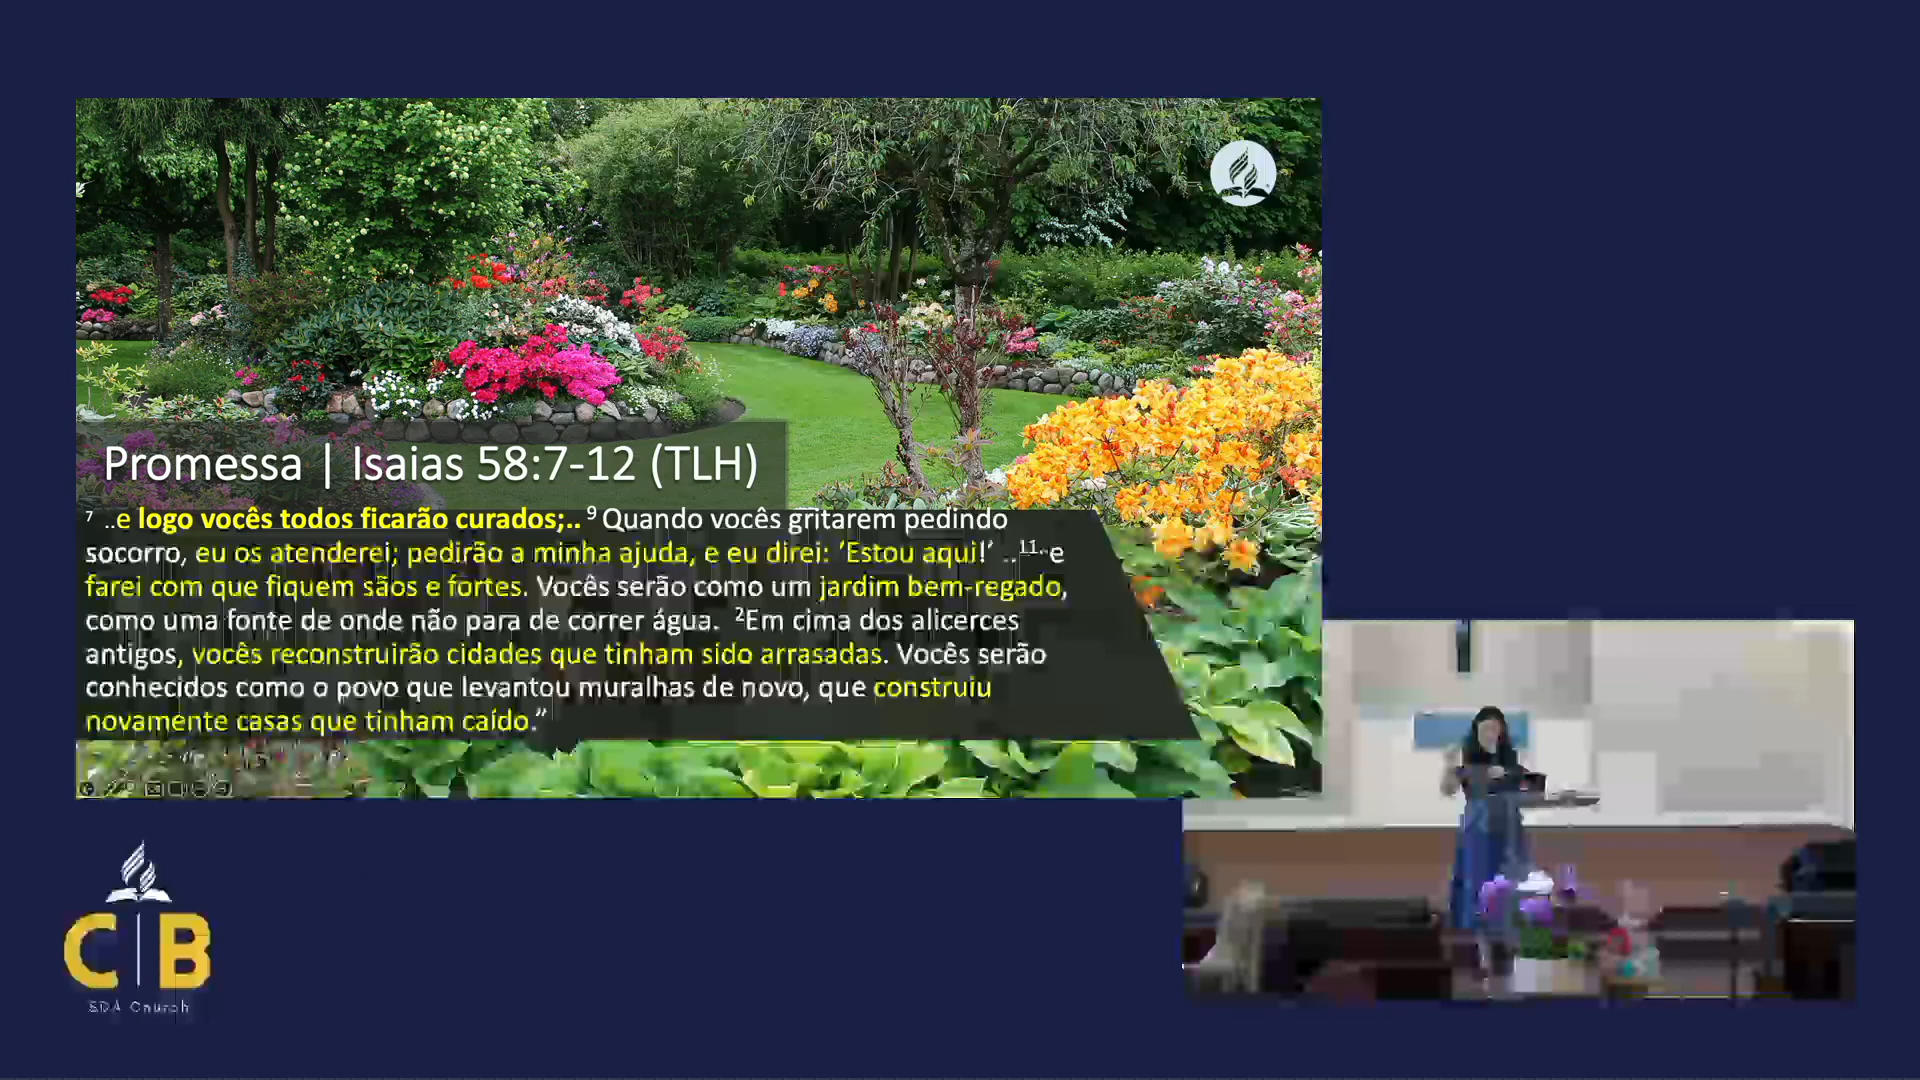 Promessa | Isaias 58:7-12 (TLH)
7 ..e logo vocês todos ficarão curados;.. 9 Quando vocês gritarem pedindo
socorro, eu os atenderei; pedirão a minha ajuda, e eu direi: ‘Estou aqui!’ ..11.. e
farei com que fiquem sãos e fortes. Vocês serão como um jardim bem-regado,
como uma fonte de onde não para de correr água. 2Em cima dos alicerces
antigos, vocês reconstruirão cidades que tinham sido arrasadas. Vocês serão
conhecidos como o povo que levantou muralhas de novo, que construiu
novamente casas que tinham caído.”
C|B
SDA Church